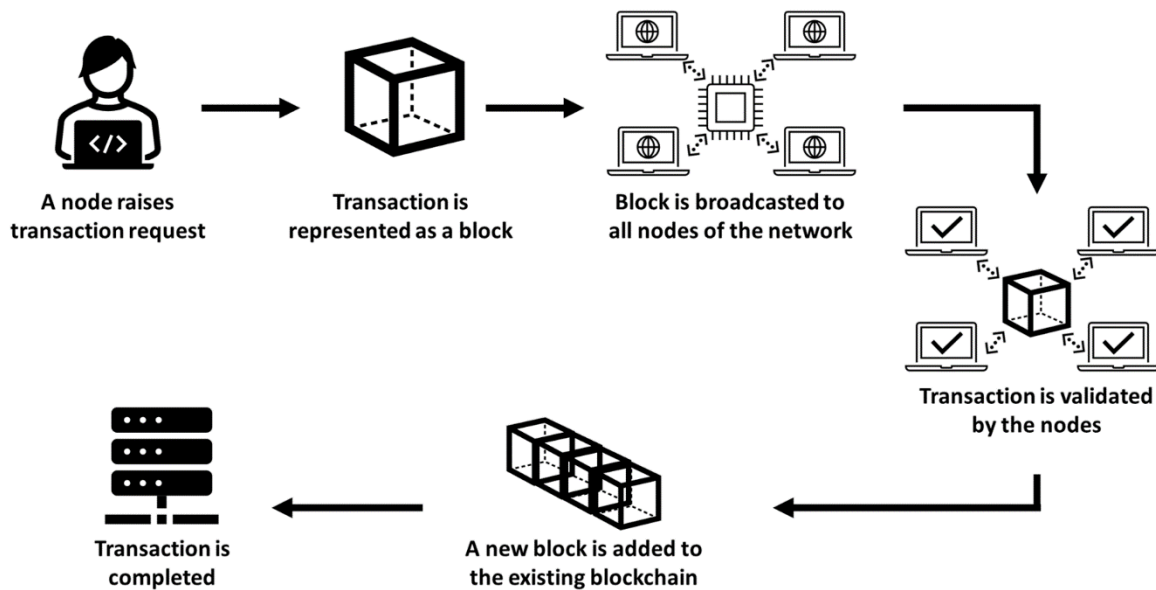 </>
A node raises
transaction request
Transaction is
represented as a block
Block is broadcasted to
all nodes of the network
Transaction is validated
by the nodes
A new block is added to
the existing blockchain
Transaction is
completed